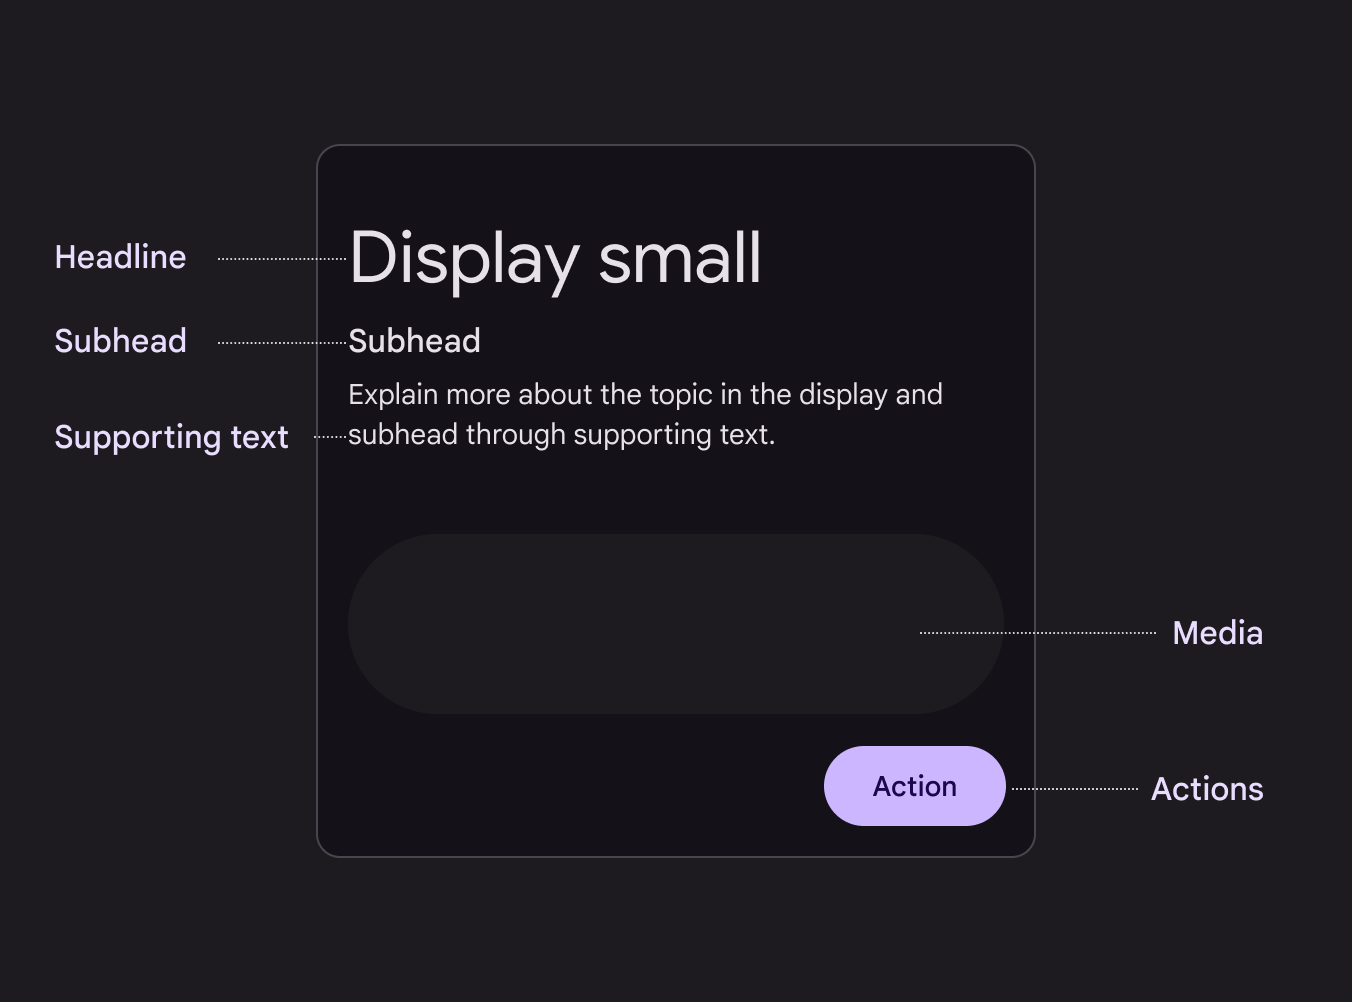 Headline
Display small
Subhead
Subhead
Explain more about the topic in the display and
Supporting text
subhead through supporting text.
Media
Action
Actions